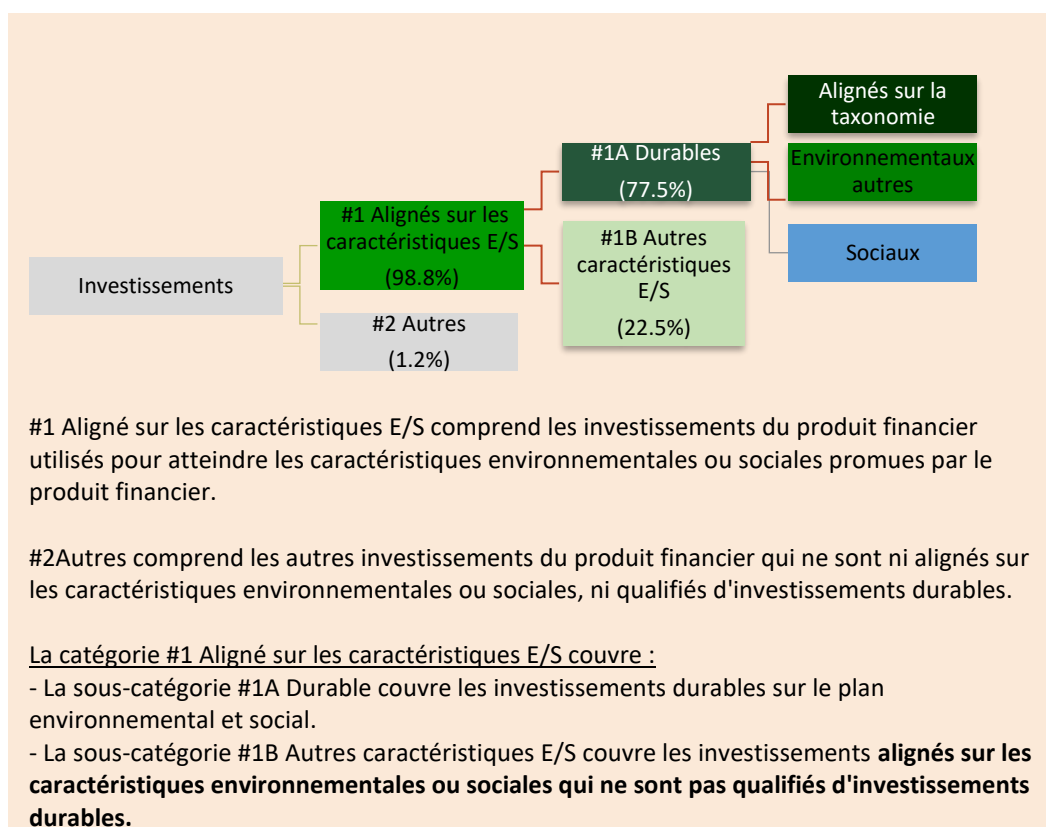 Alignés sur la
taxonomie
#1A Durables
(77.5%)
Environnementaux
autres
#1 Alignés sur les
caractéristiques E/S
(98.8%)
#1B Autres
caractéristiques
E/S
(22.5%)
Sociaux
Investissements
#2 Autres
(1.2%)
#1 Aligné sur les caractéristiques E/S comprend les investissements du produit financier
utilisés pour atteindre les caractéristiques environnementales ou sociales promues par le
produit financier.
#2Autres comprend les autres investissements du produit financier qui ne sont ni alignés sur
les caractéristiques environnementales ou sociales, ni qualifiés d'investissements durables.
La catégorie #1 Aligné sur les caractéristiques E/S couvre :
- La sous-catégorie #1A Durable couvre les investissements durables sur le plan
environnemental et social.
- La sous-catégorie #1B Autres caractéristiques E/S couvre les investissements alignés sur les
caractéristiques environnementales ou sociales qui ne sont pas qualifiés d'investissements
durables.